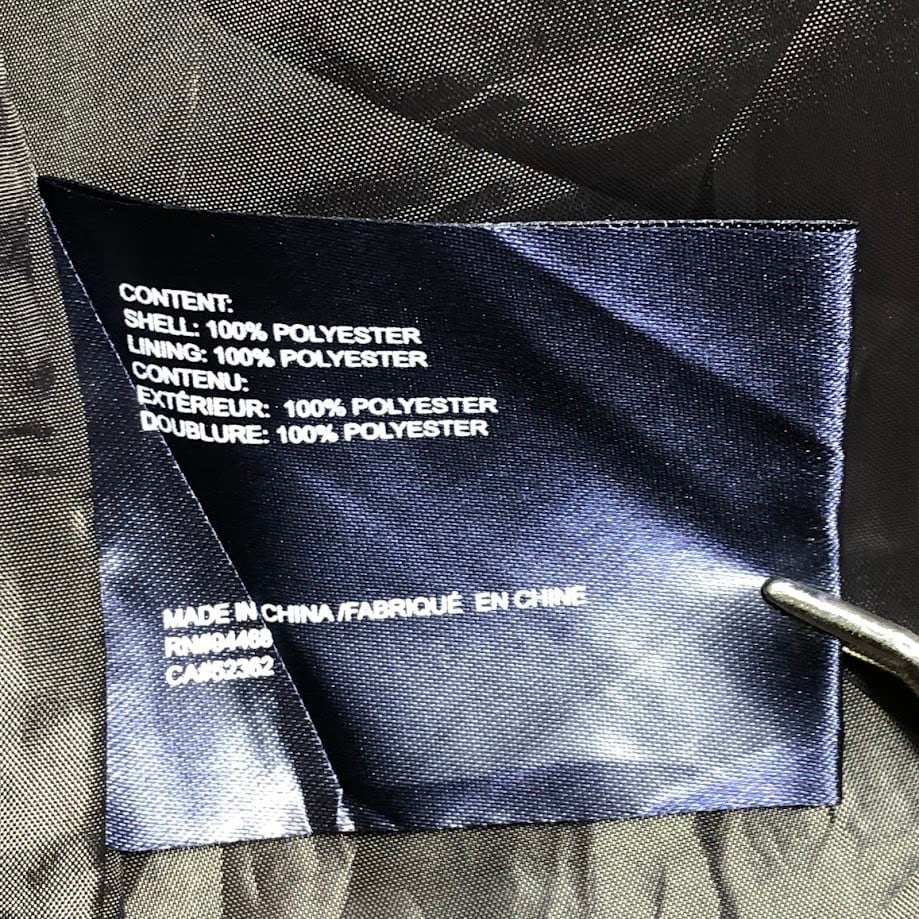 CONTENT:
SHELL: 100% POLYESTER
LINING: 100% POLYESTER
CONTENU:
EXTÉRIEUR: 100% POLYESTER
DOUBLURE: 100% POLYESTER
MADE IN CHINA /FABRIQUÉ EN CHINE
RN#94468
CA#52362